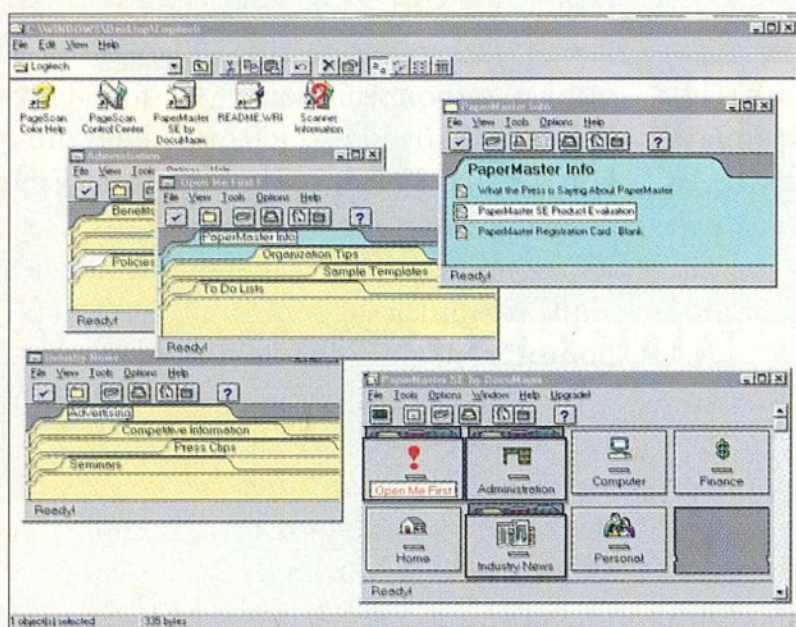 C:\WINDOWS\Desktop\Logitech
File Edit View Help
Logitech
PageScan Color Help
PageScan Control Center
PaperMaster SE by DocuMagix
README.WRI
Scanner Information
Administration
File View Tools Options Help
Benefits
Policies
Ready!
Open Me First!
File View Tools Options Help
?
PaperMaster Info
Organization Tips
Sample Templates
To Do Lists
Ready!
PaperMaster Info
File View Tools Options Help
?
PaperMaster Info
What the Press is Saying About PaperMaster
PaperMaster SE Product Evaluation
PaperMaster Registration Card - Blank
Ready!
Industry News
File View Tools Options Help
?
Advertising
Competitive Information
Press Clips
Seminars
Ready!
PaperMaster SE by DocuMagix
File Tools Options Window Help Upgrade!
?
Open Me First!
Administration
Computer
Finance
Home
Industry News
Personal
Ready!
1 object(s) selected
335 bytes